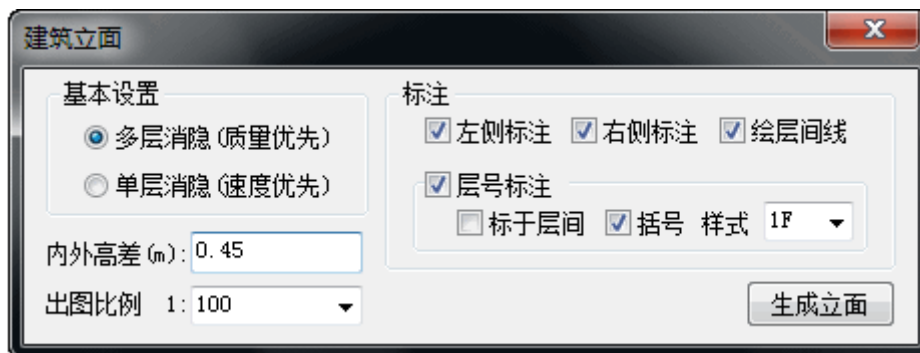 建筑立面
基本设置
多层消隐(质量优先)
单层消隐(速度优先)
内外高差(m): 0.45
出图比例 1: 100
标注
左侧标注 右侧标注 绘层间线
层号标注
标于层间 括号 样式 1F
生成立面